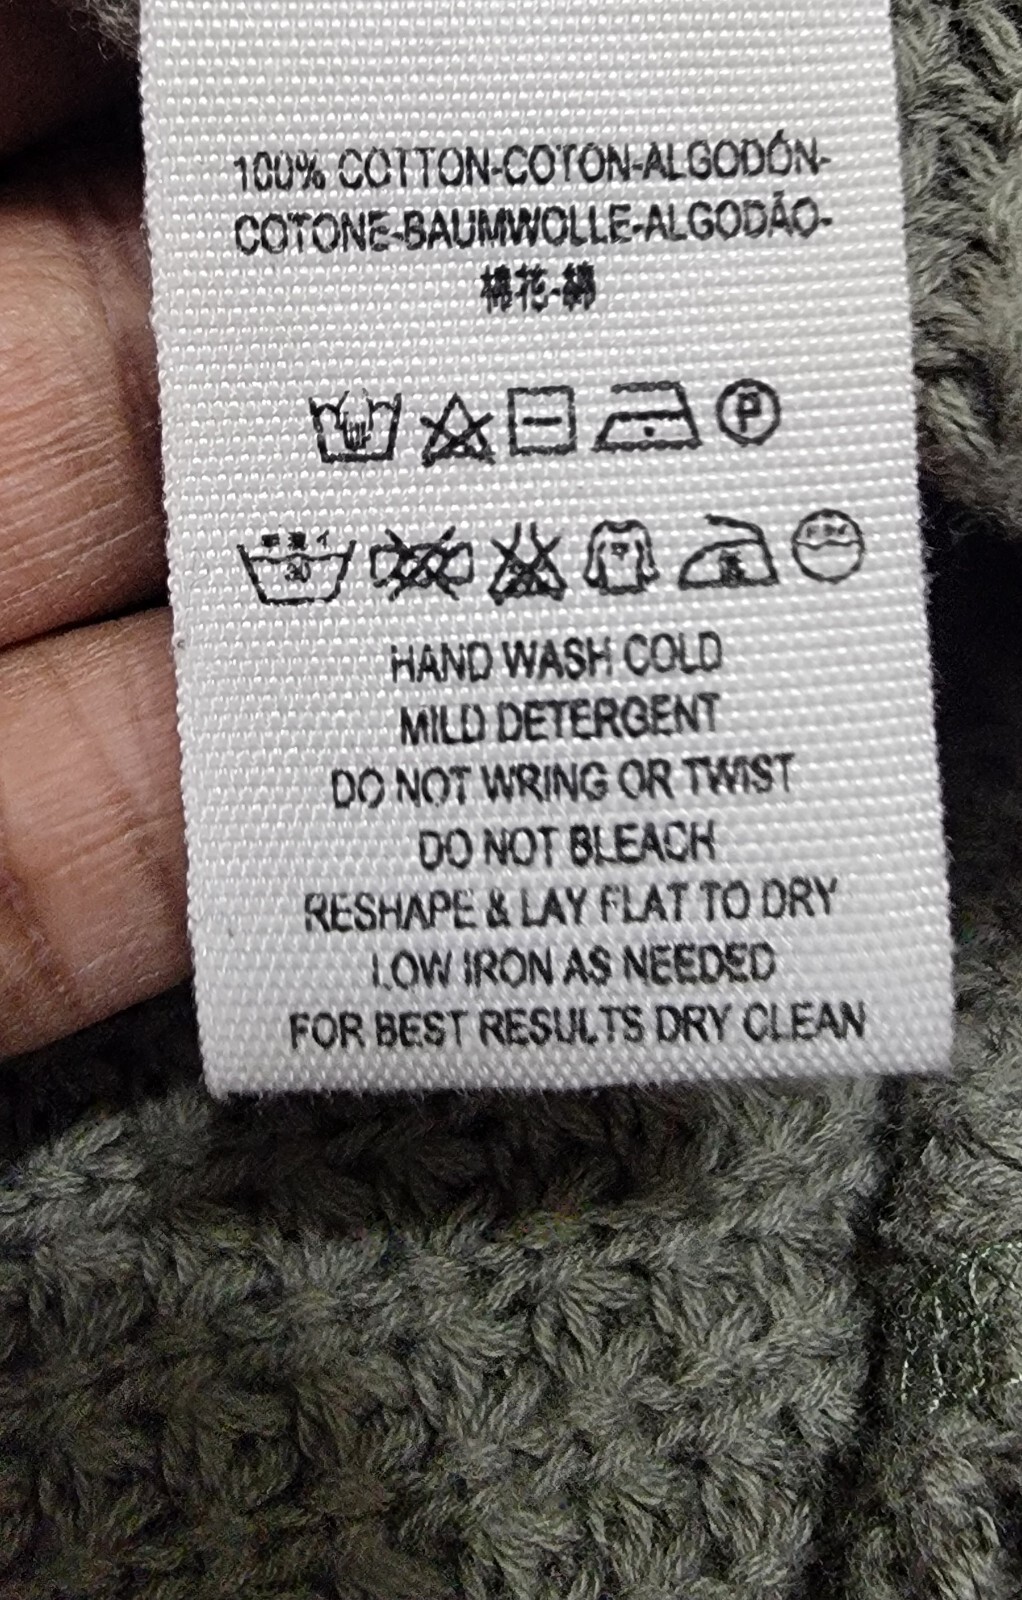 100% COTTON-COTON-ALGODÓN-
COTONE-BAUMWOLLE-ALGODÃO-
棉花-綿
P
30
HAND WASH COLD
MILD DETERGENT
DO NOT WRING OR TWIST
DO NOT BLEACH
RESHAPE & LAY FLAT TO DRY
LOW IRON AS NEEDED
FOR BEST RESULTS DRY CLEAN